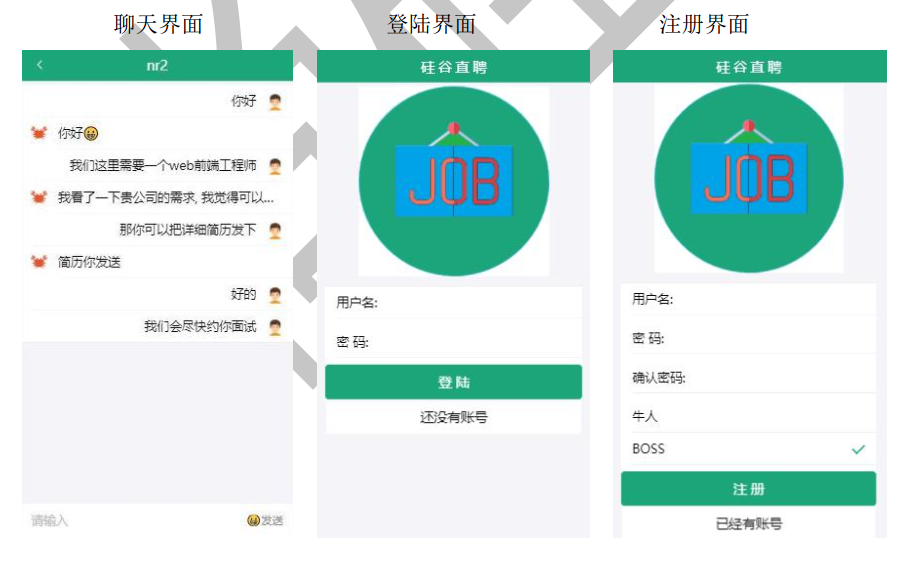 聊天界面
登陆界面
注册界面
nr2
你好
你好😀
我们这里需要一个web前端工程师
我看了一下贵公司的需求, 我觉得可以...
那你可以把详细简历发下
简历你发送
好的
我们会尽快约你面试
请输入
😀发送
硅谷直聘
JOB
用户名:
密 码:
登 陆
还没有账号
硅谷直聘
JOB
用户名:
密 码:
确认密码:
牛人
BOSS
注 册
已经有账号